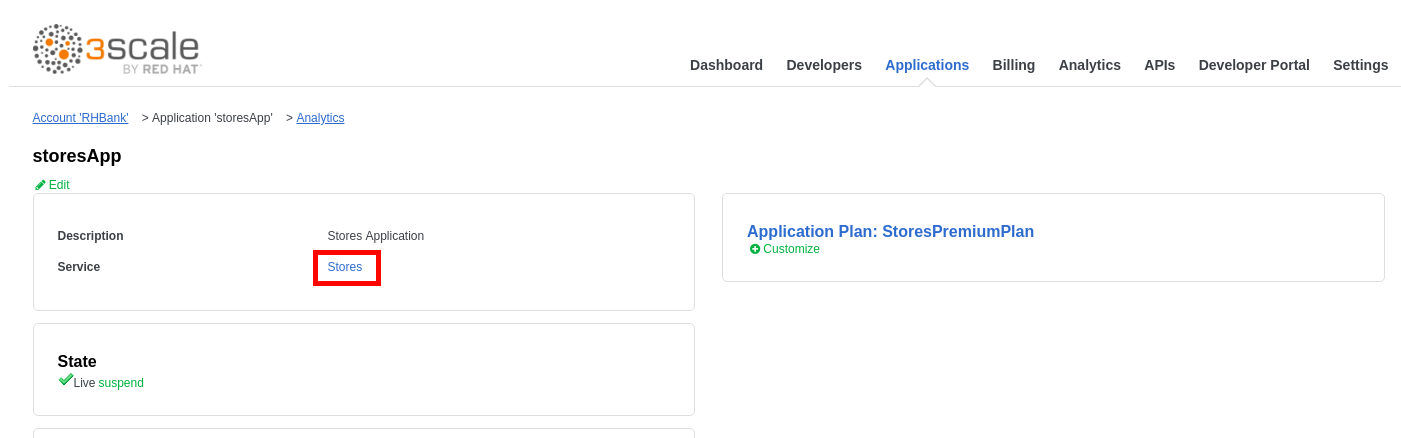 3scale
BY RED HAT
Dashboard Developers Applications Billing Analytics APIs Developer Portal Settings
Account 'RHBank' > Application 'storesApp' > Analytics
storesApp
Edit
Description Stores Application
Service Stores
Application Plan: StoresPremiumPlan
Customize
State
Live suspend